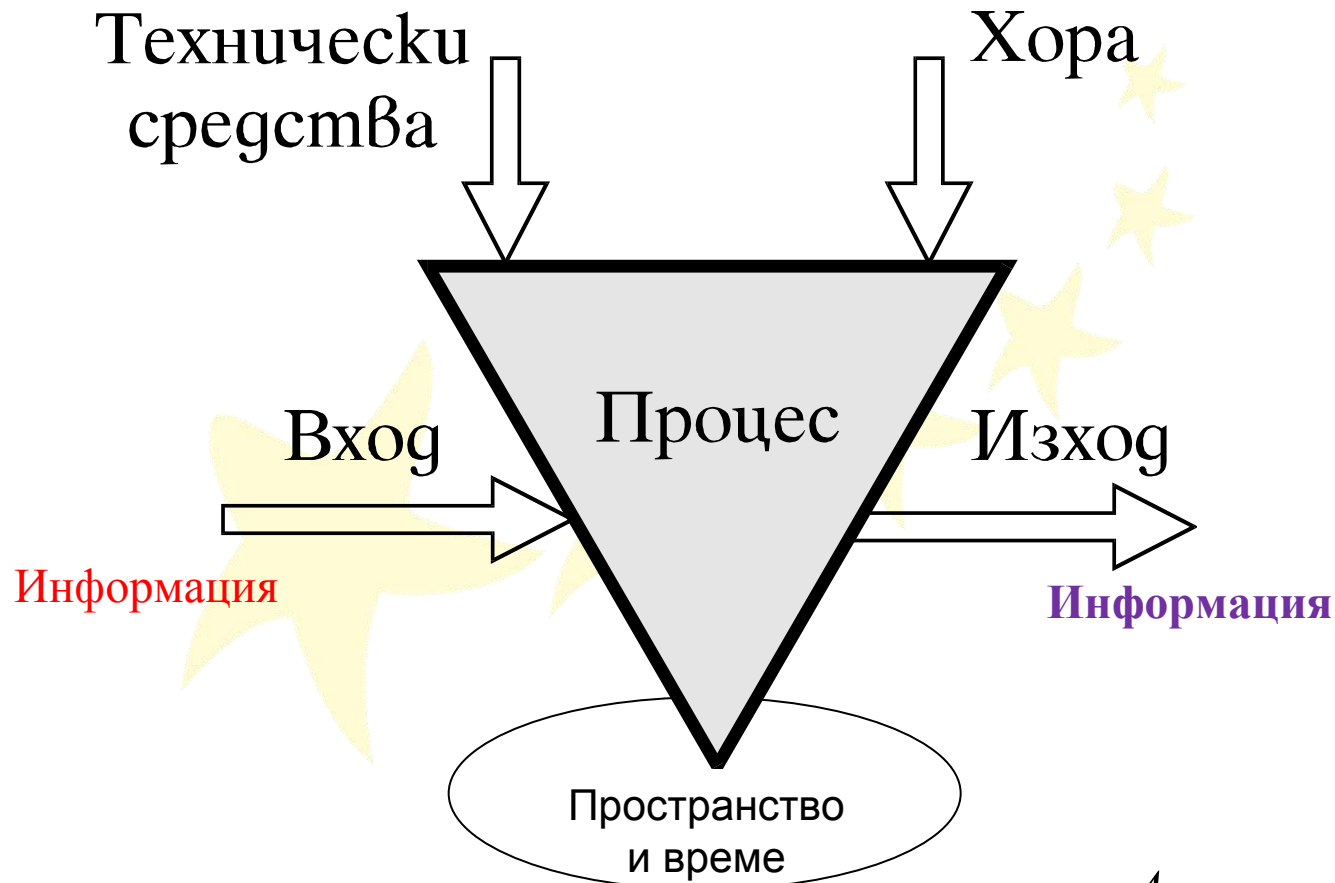 Технически
средства
Хора
Процес
Вход
Изход
Информация
Информация
Пространство
и време